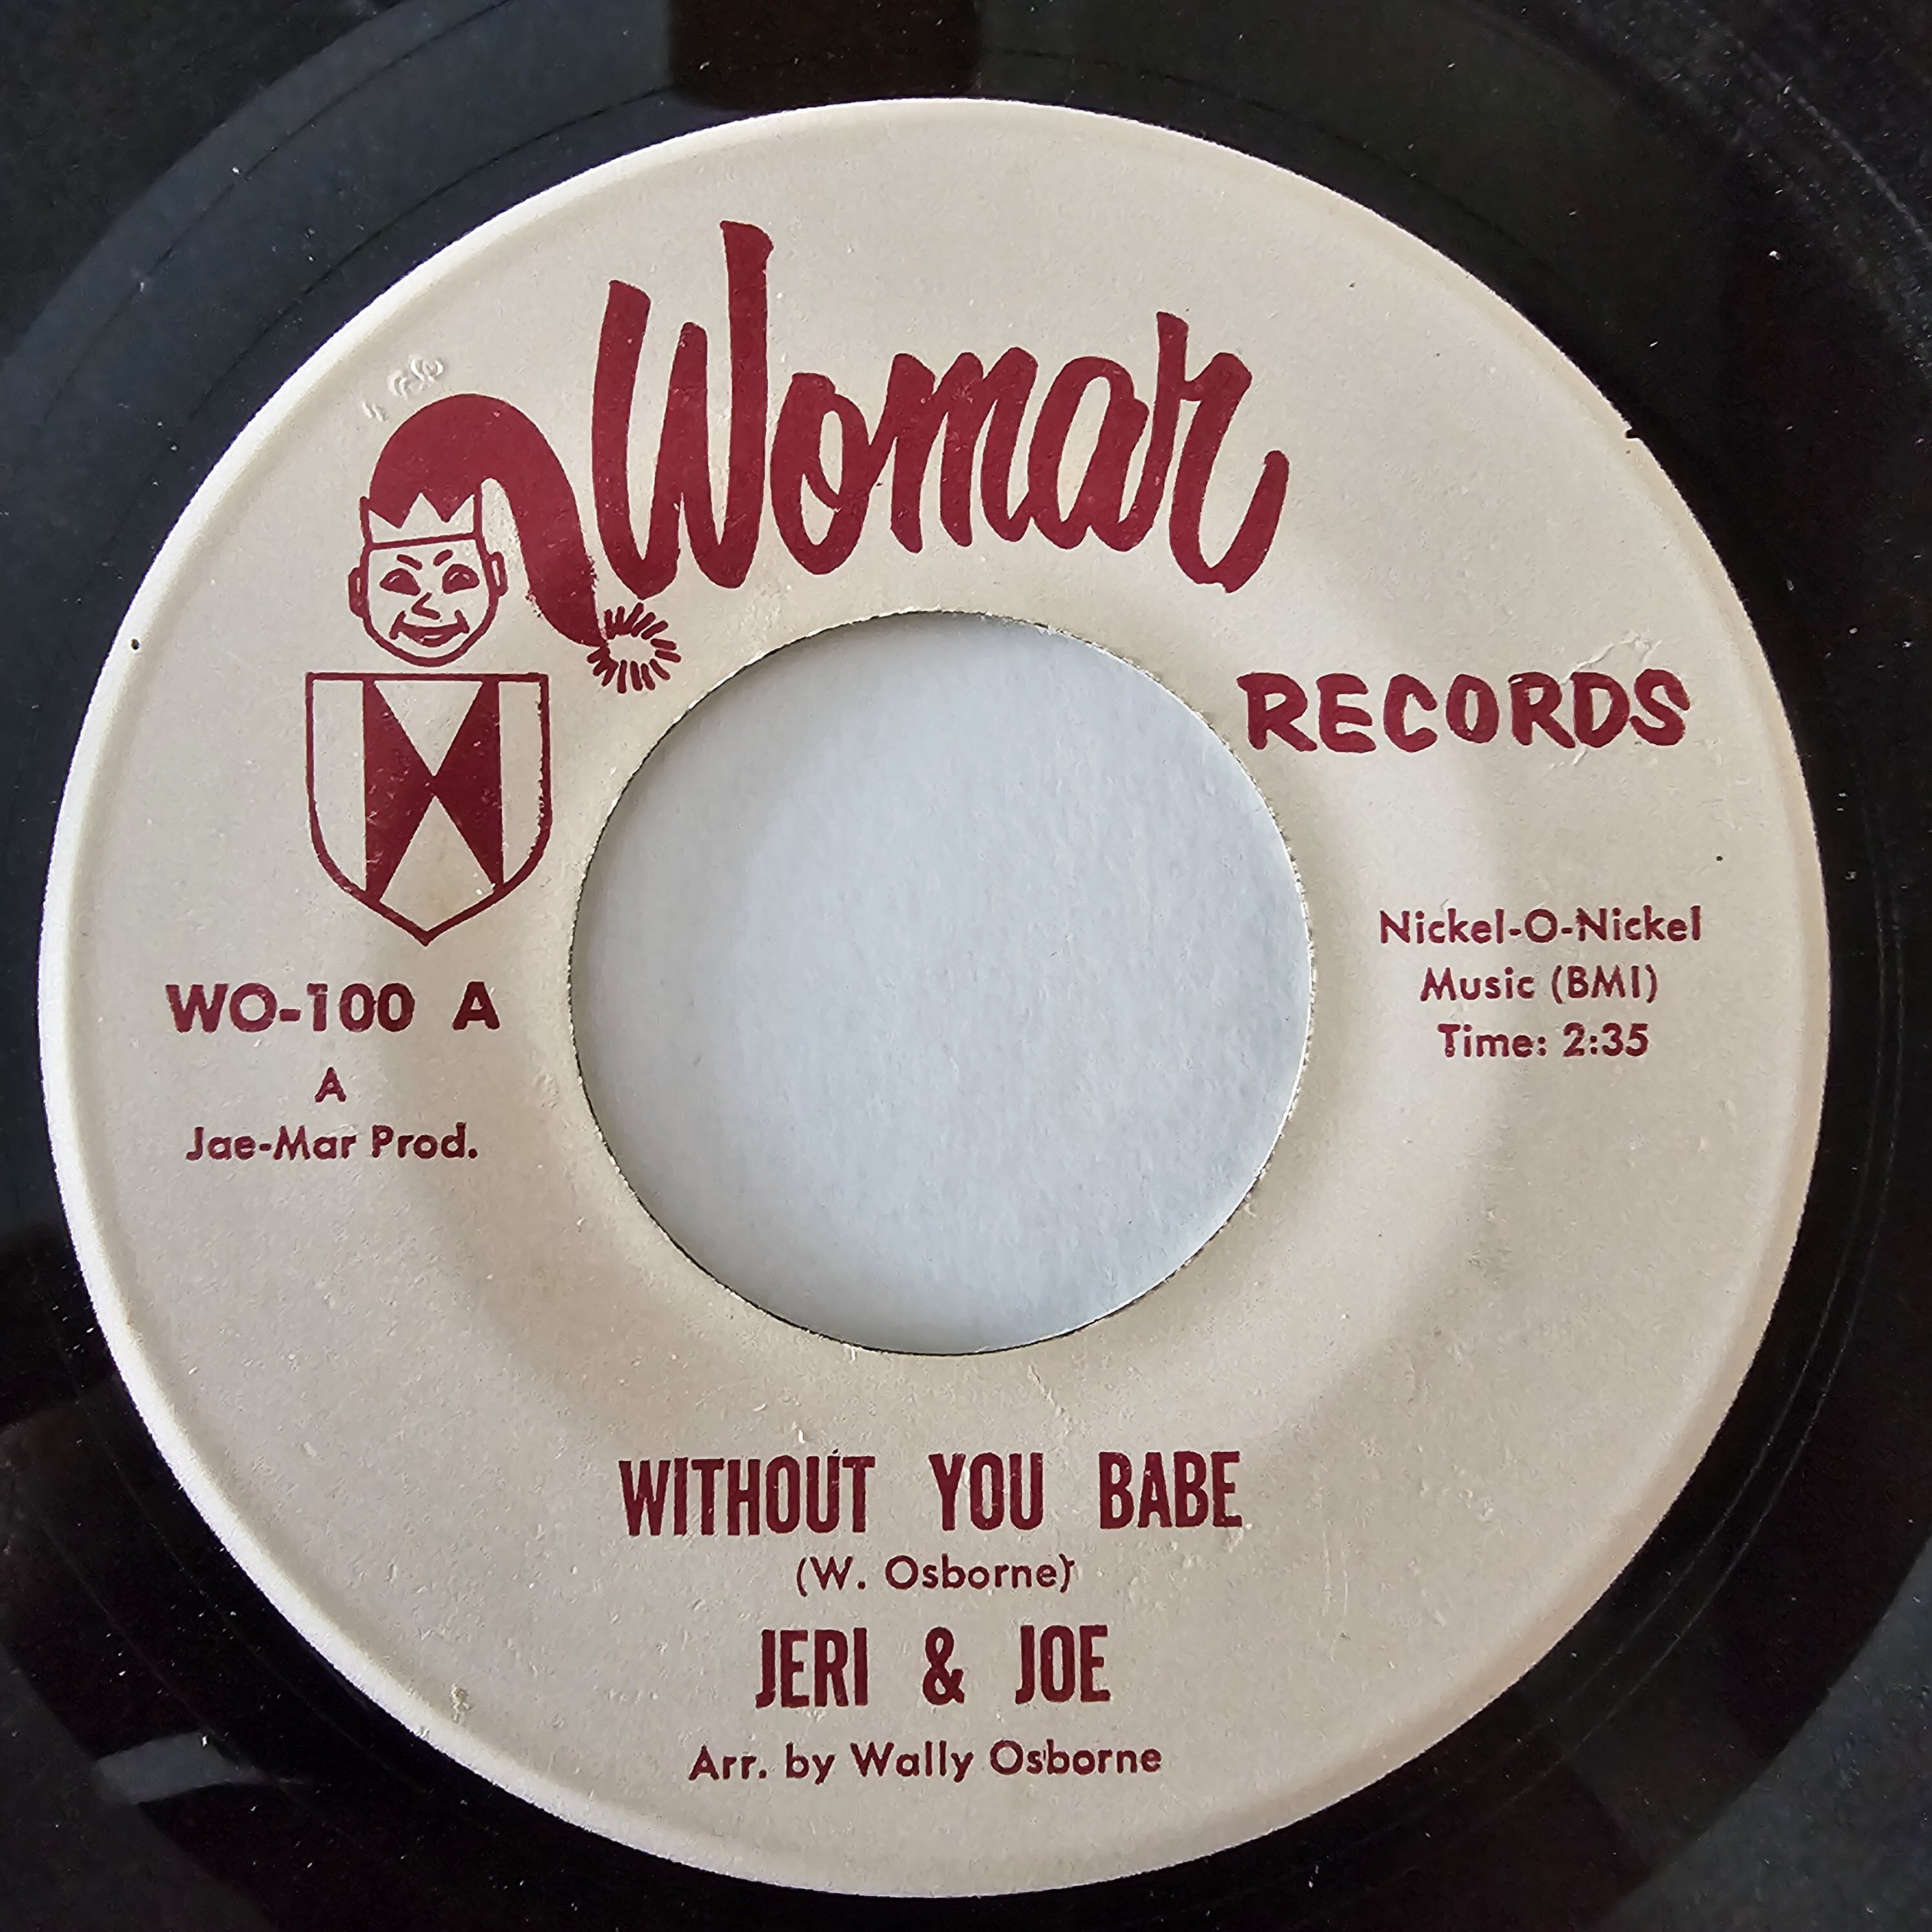 Womar
RECORDS
Nickel-O-Nickel
Music (BMI)
Time: 2:35
WO-100 A
A
Jae-Mar Prod.
WITHOUT YOU BABE
(W. Osborne)
JERI & JOE
Arr. by Wally Osborne